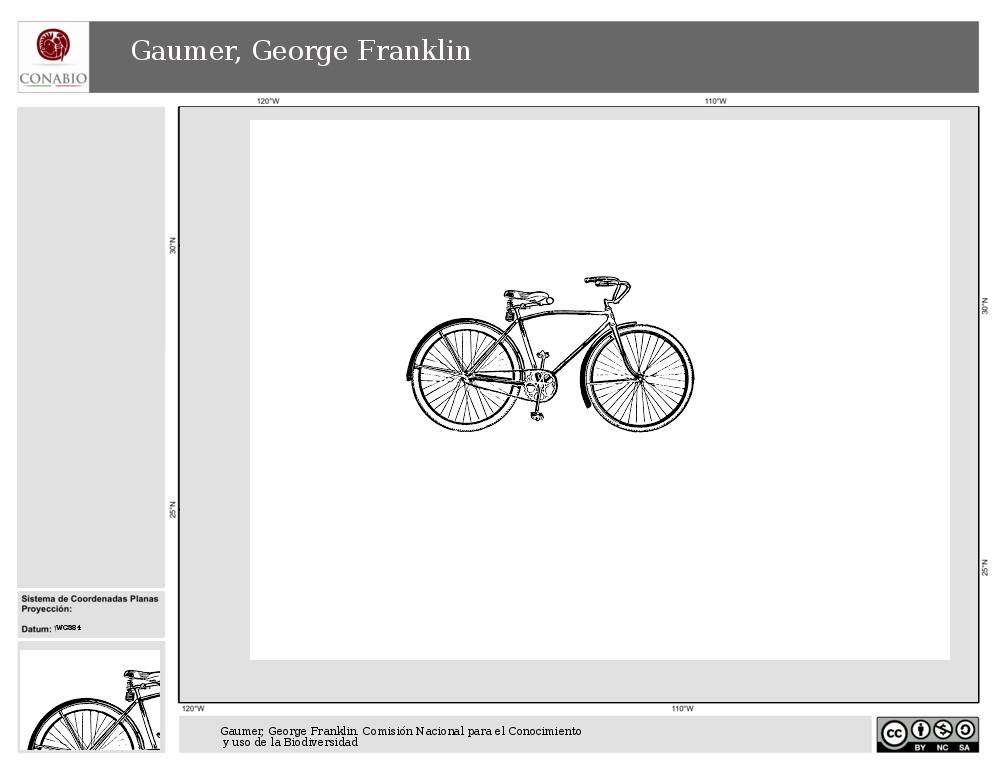 CONABIO
Gaumer, George Franklin
120°W
110°W
30°N
30°N
25°N
25°N
Sistema de Coordenadas Planas
Proyección:
Datum: WGS84
120°W
110°W
Gaumer, George Franklin. Comisión Nacional para el Conocimiento
y uso de la Biodiversidad
cc
BY NC SA